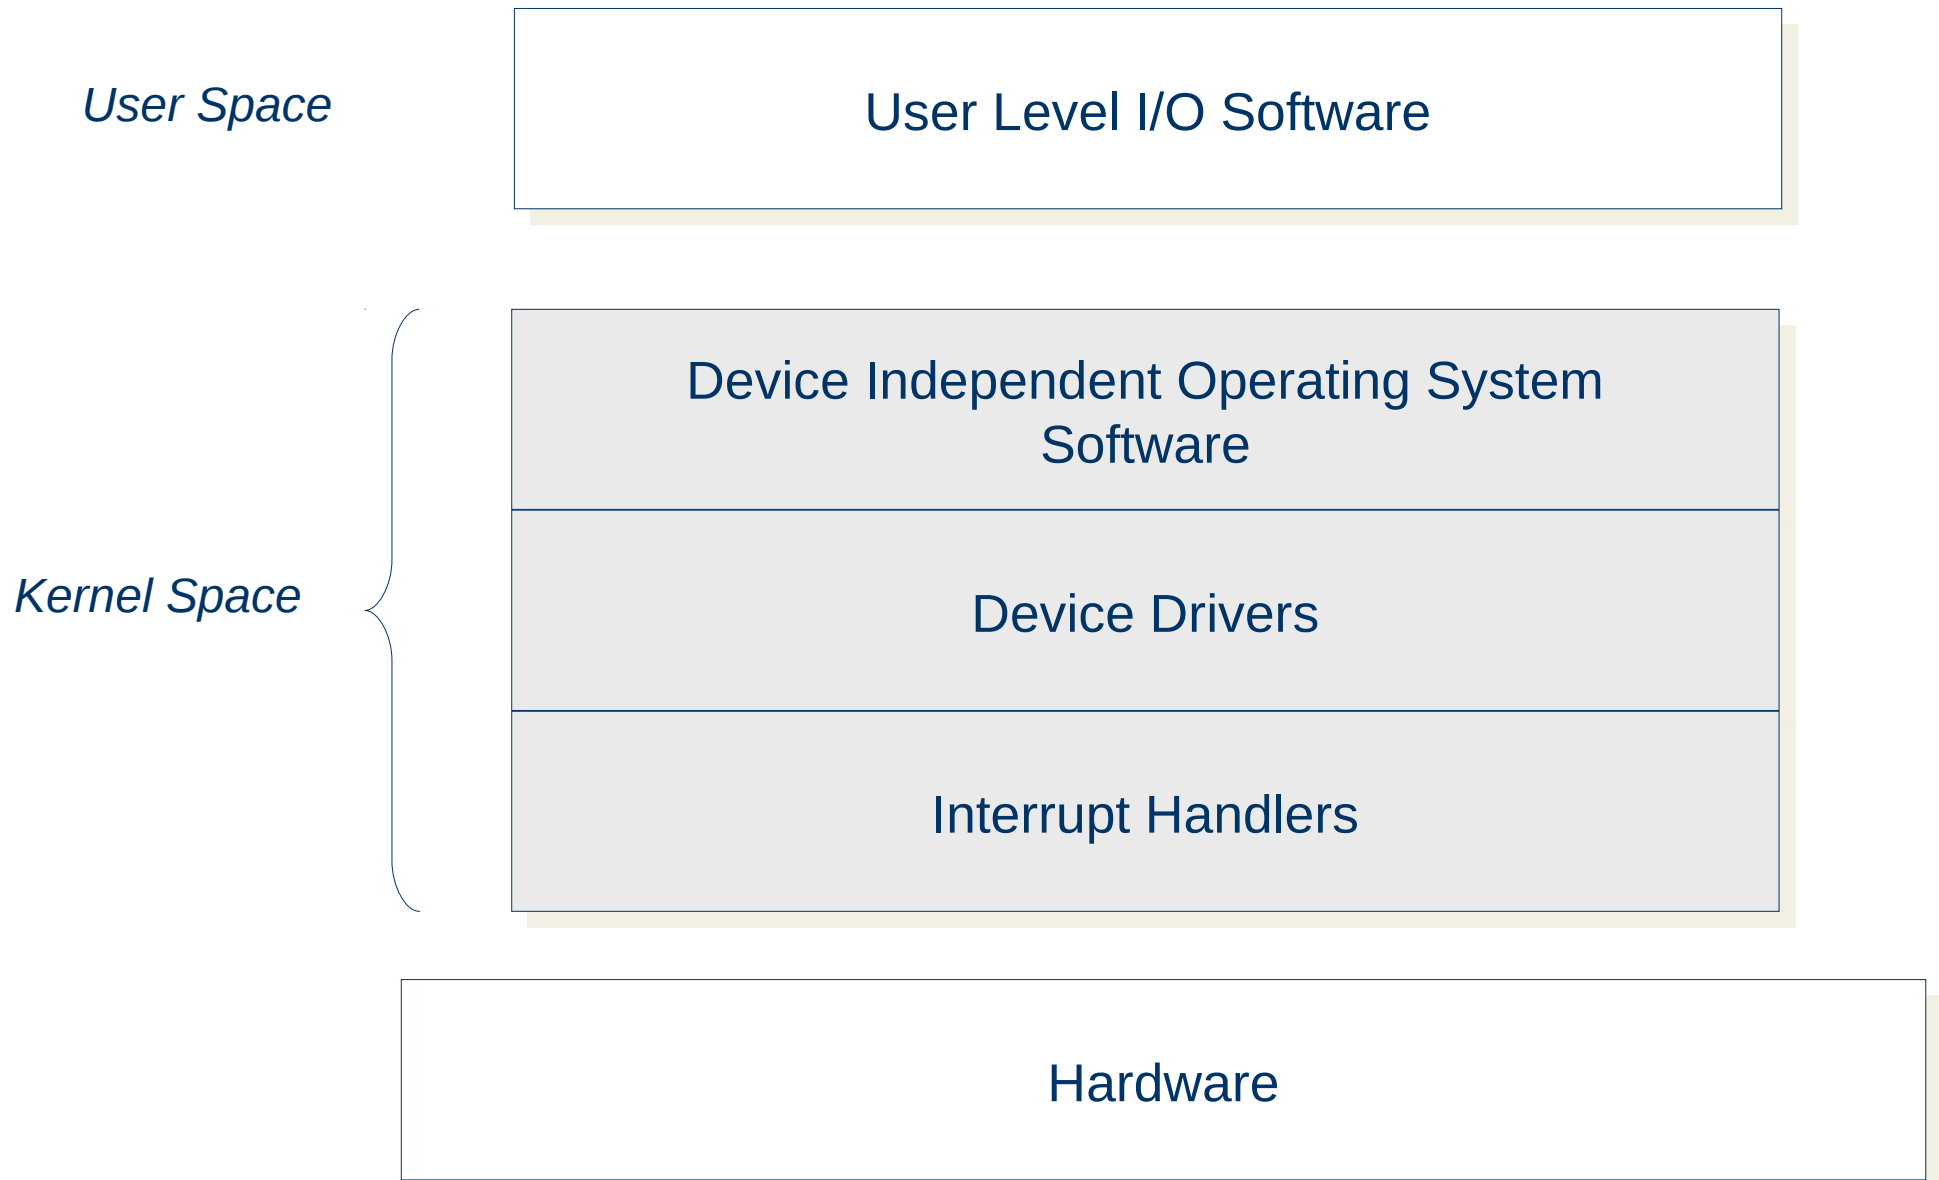 User Space
User Level I/O Software
Device Independent Operating System
Software
Kernel Space
Device Drivers
Interrupt Handlers
Hardware